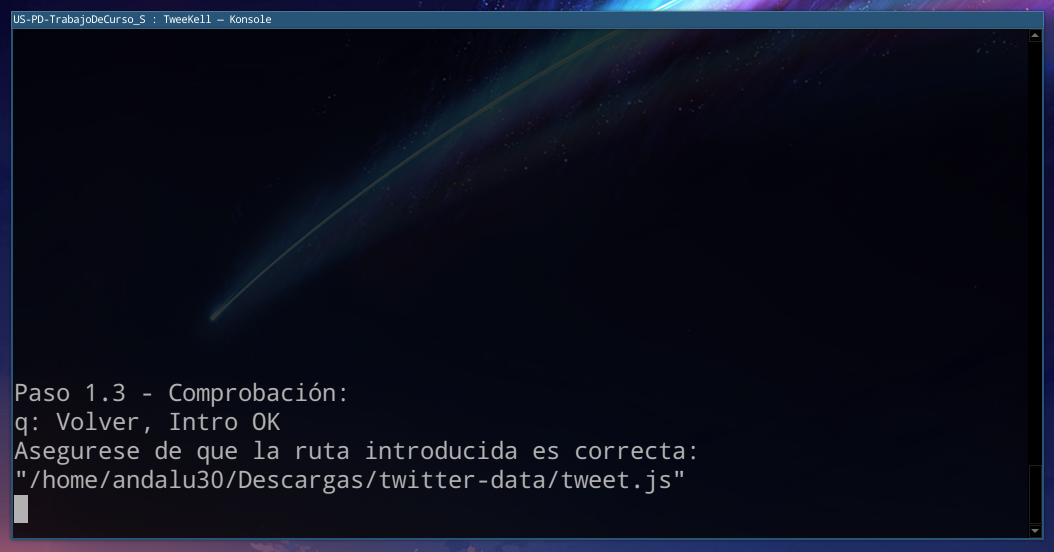 US-PD-TrabajoDeCurso_S : TweeKell — Konsole
Paso 1.3 - Comprobación:
q: Volver, Intro OK
Asegurese de que la ruta introducida es correcta:
"/home/andalu30/Descargas/twitter-data/tweet.js"